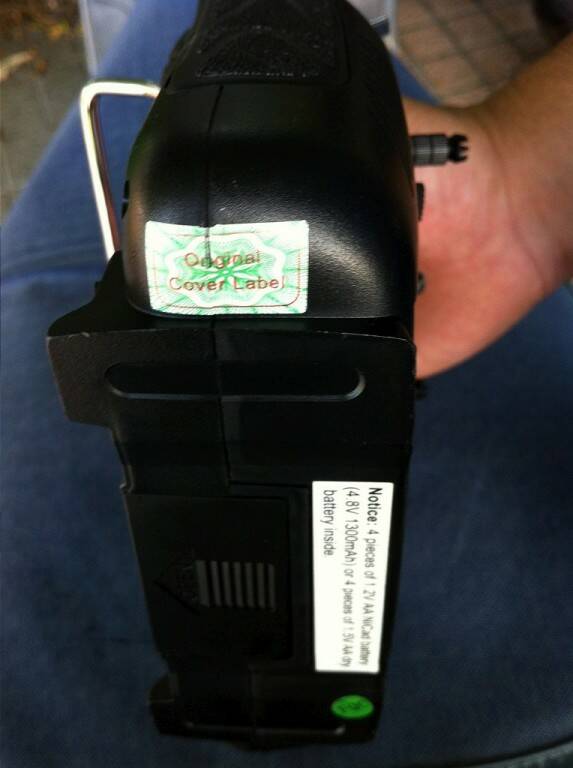 Original
Cover Label
Notice: 4 pieces of 1.2V AA NiCad battery
(4.8V 1300mAh) or 4 pieces of 1.5V AA dry
battery inside